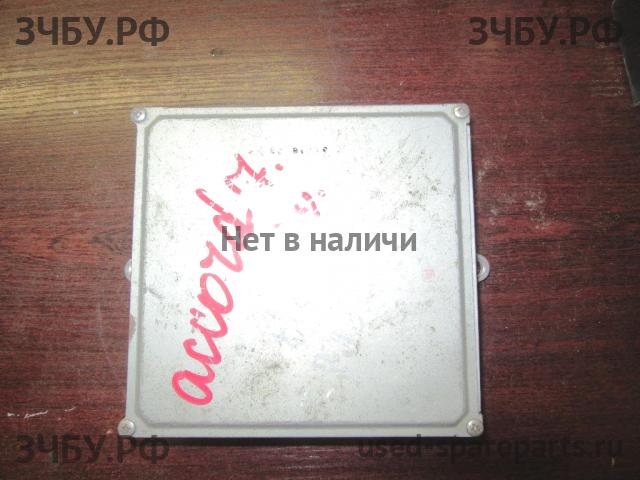 ЗЧБУ.РФ ЗЧБУ.РФ
accord 7.
Нет в наличи
ЗЧБУ.РФ used-spareparts.ru